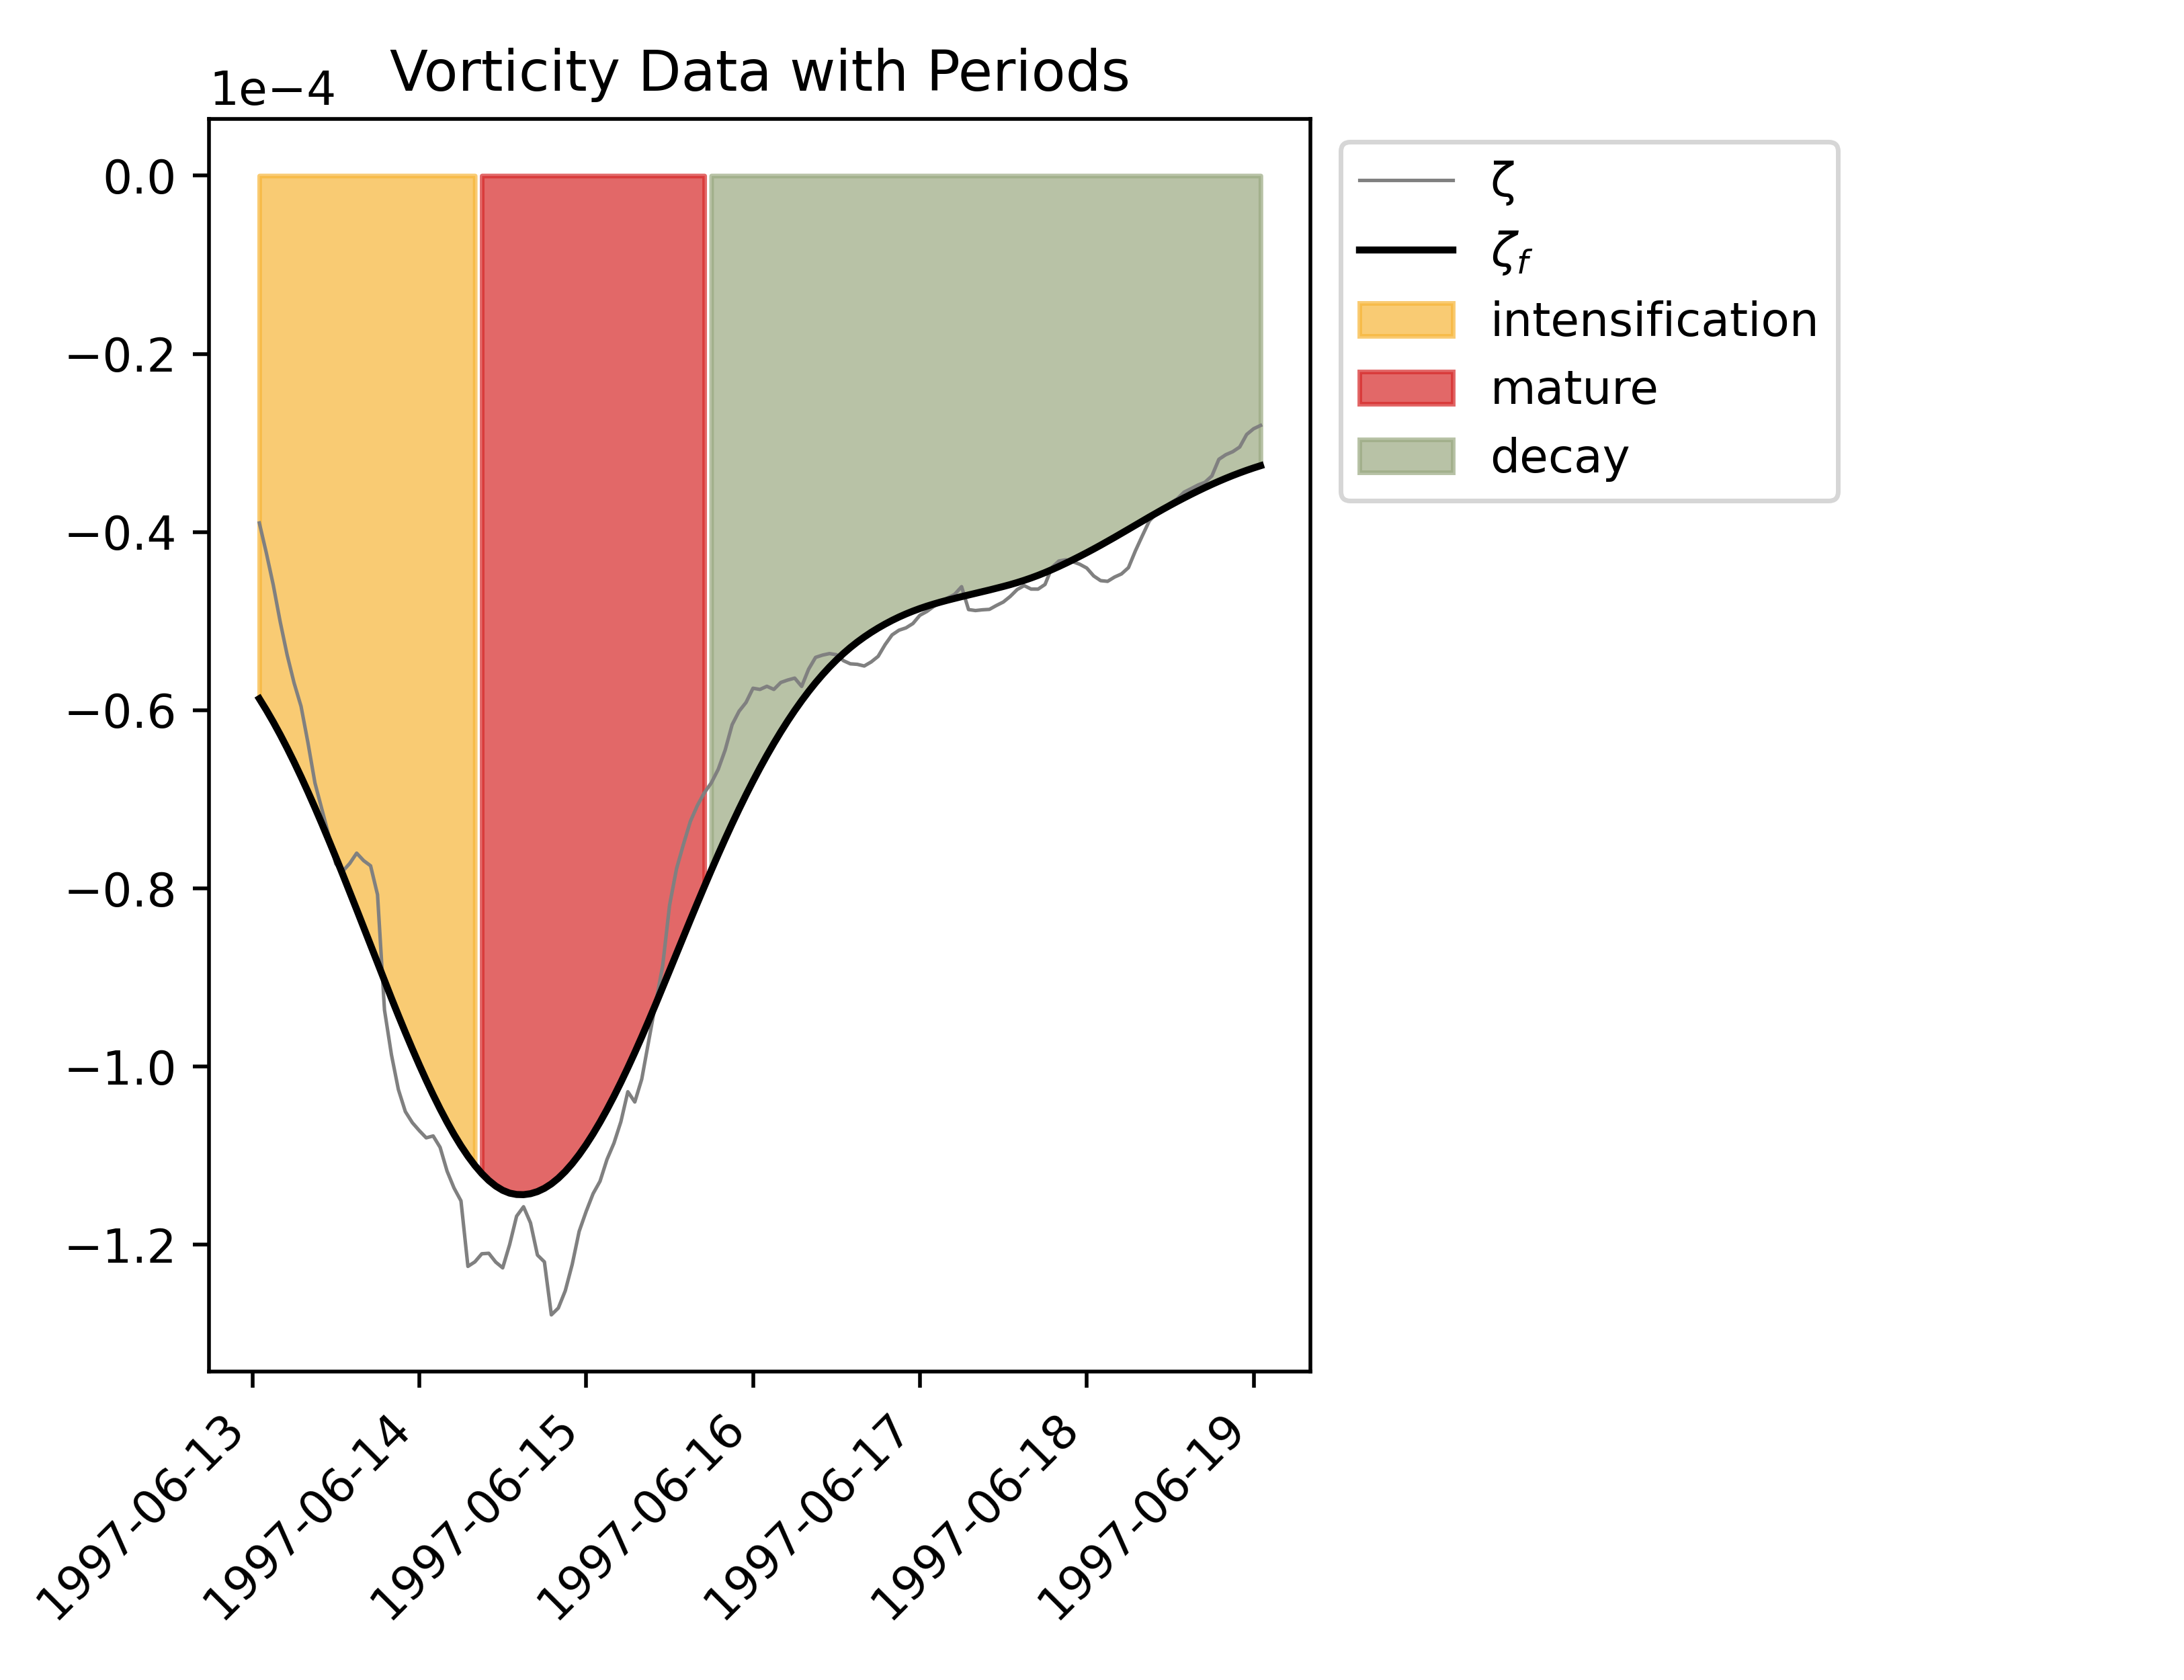 Vorticity Data with Periods
1e−4
0.0
−0.2
−0.4
−0.6
−0.8
−1.0
−1.2
1997-06-13
1997-06-14
1997-06-15
1997-06-16
1997-06-17
1997-06-18
1997-06-19
ζ
ζf
intensification
mature
decay